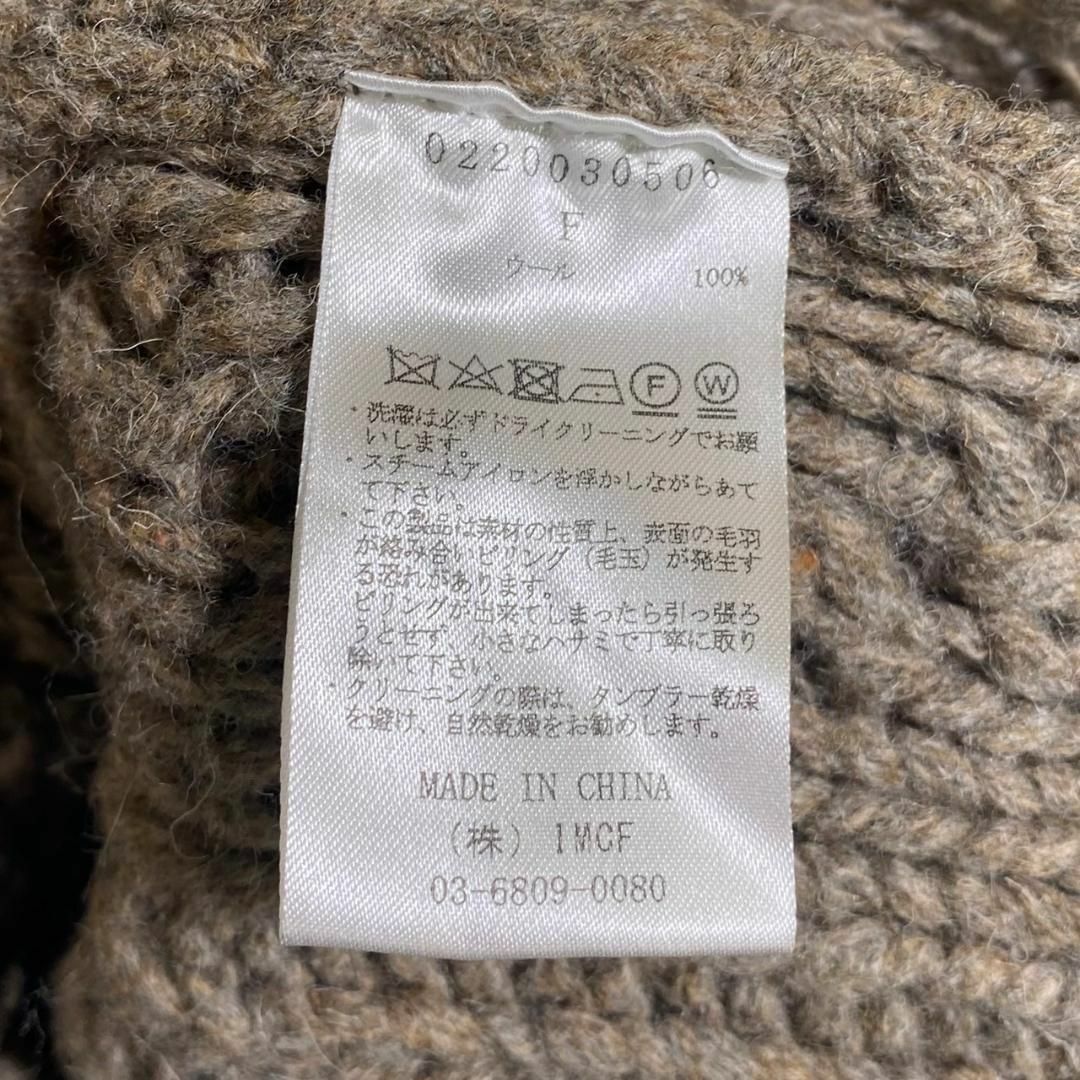 0220030506
F
ウール 100%
F W
・洗濯は必ずドライクリーニングでお願
いします。
・スチームアイロンを浮かしながらあて
て下さい。
・この製品は素材の性質上、表面の毛羽
が絡み合いピリング（毛玉）が発生す
る恐れがあります。
ピリングが出来てしまったら引っ張ろ
うとせず、小さなハサミで丁寧に取り
除いて下さい。
・クリーニングの際は、タンブラー乾燥
を避け、自然乾燥をお勧めします。
MADE IN CHINA
（株）IMCF
03-6809-0080